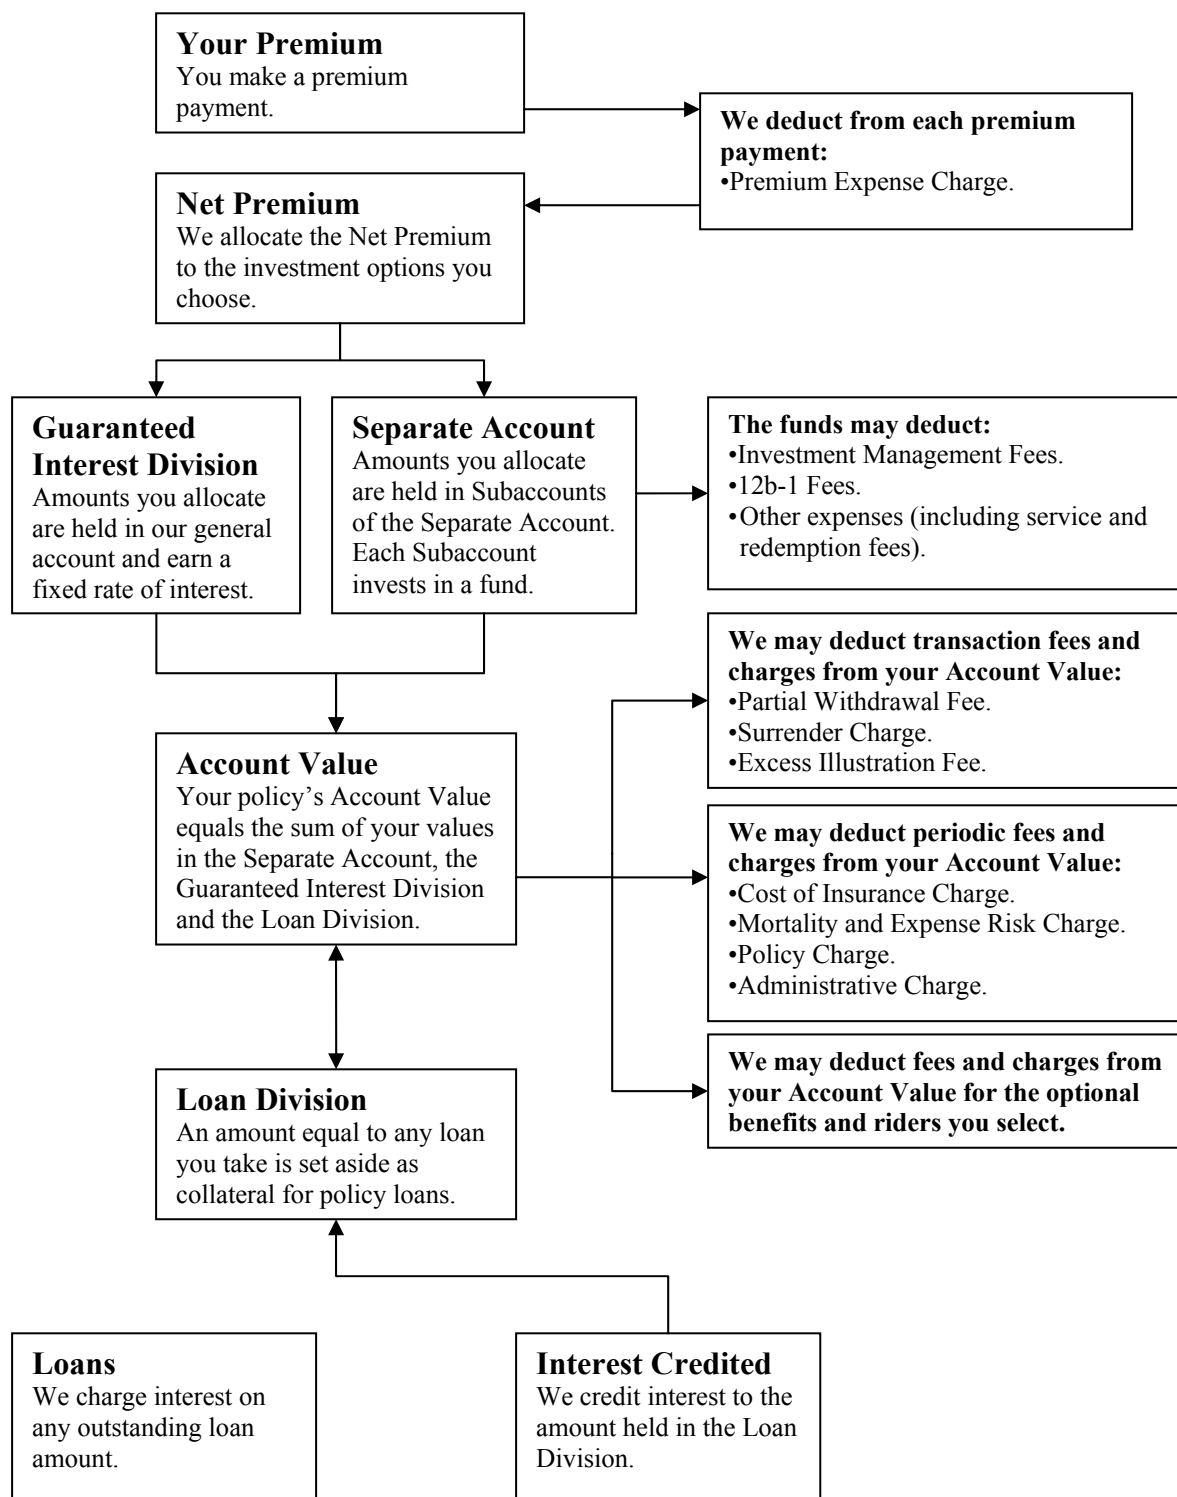 Your Premium
You make a premium
payment.
We deduct from each premium
payment:
•Premium Expense Charge.
Net Premium
We allocate the Net Premium
to the investment options you
choose.
Guaranteed
Interest Division
Amounts you allocate
are held in our general
account and earn a
fixed rate of interest.
Separate Account
Amounts you allocate
are held in Subaccounts
of the Separate Account.
Each Subaccount
invests in a fund.
The funds may deduct:
•Investment Management Fees.
•12b-1 Fees.
•Other expenses (including service and
redemption fees).
We may deduct transaction fees and
charges from your Account Value:
•Partial Withdrawal Fee.
•Surrender Charge.
•Excess Illustration Fee.
Account Value
Your policy’s Account Value
equals the sum of your values
in the Separate Account, the
Guaranteed Interest Division
and the Loan Division.
We may deduct periodic fees and
charges from your Account Value:
•Cost of Insurance Charge.
•Mortality and Expense Risk Charge.
•Policy Charge.
•Administrative Charge.
We may deduct fees and charges from
your Account Value for the optional
benefits and riders you select.
Loan Division
An amount equal to any loan
you take is set aside as
collateral for policy loans.
Loans
We charge interest on
any outstanding loan
amount.
Interest Credited
We credit interest to the
amount held in the Loan
Division.